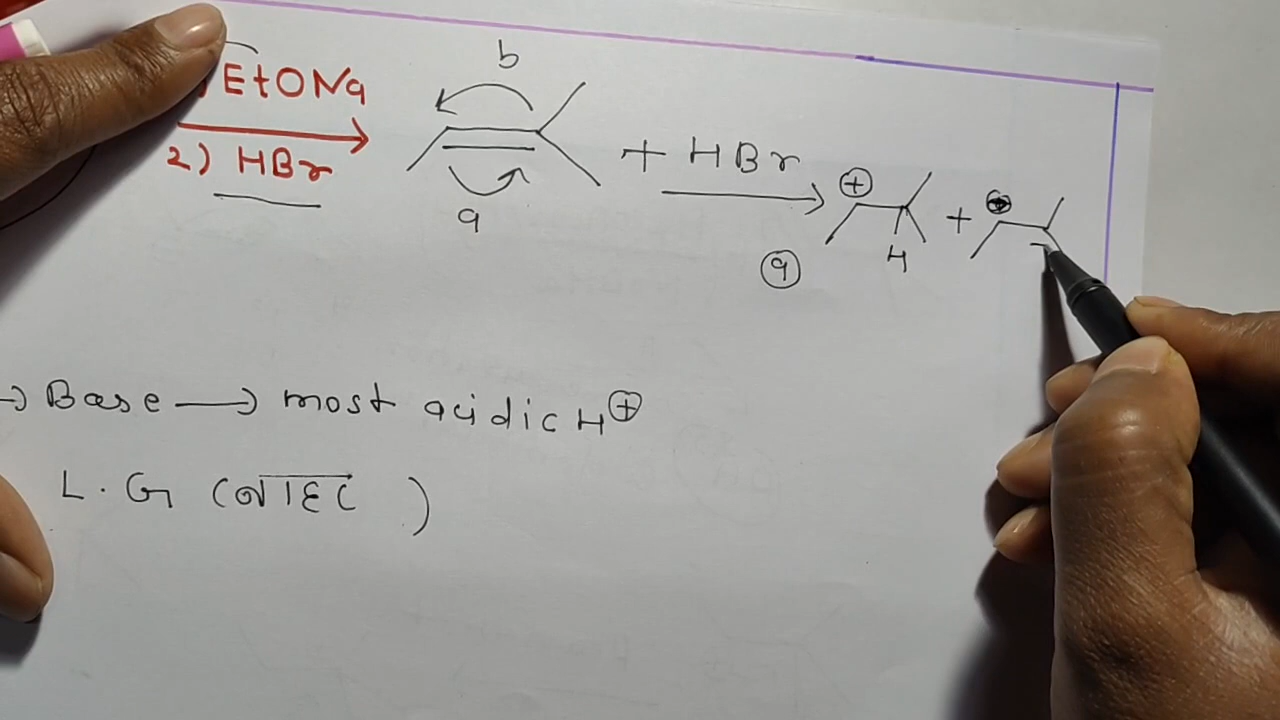 EtONa
2) HBr
b
a
+ HBr
⊕
H
a
+
→ Base → most acidic H⊕
L. G (
)